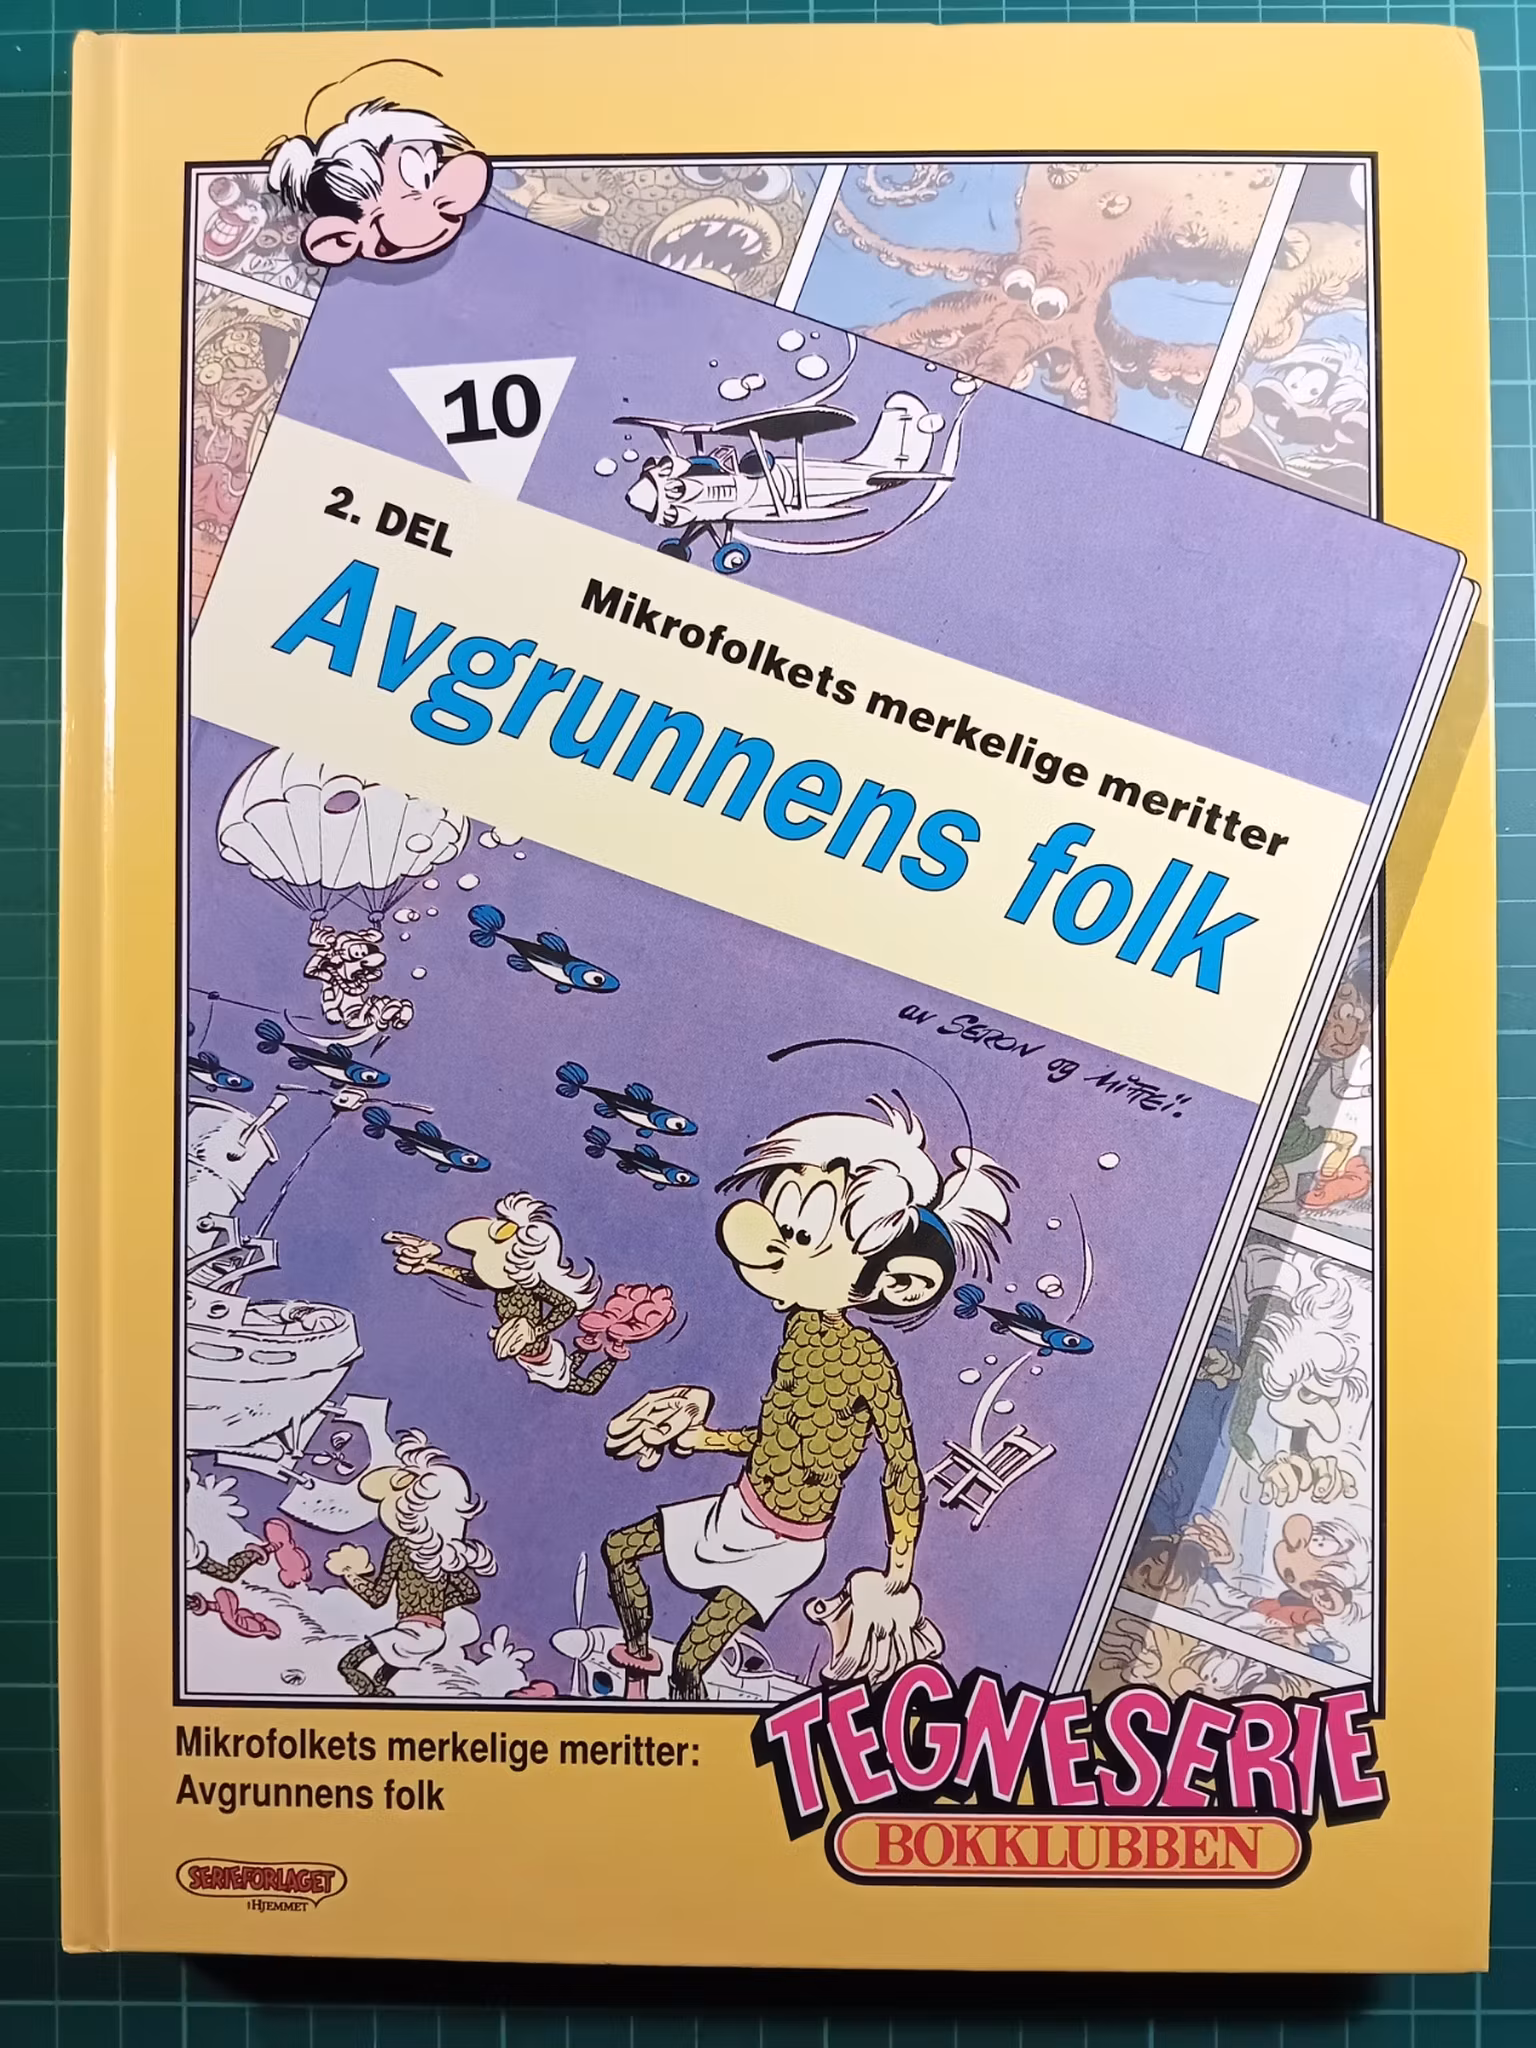 10
2. DEL
Mikrofolkets merkelige meritter
Avgrunnens folk
av SERON og MITTEÏ.
Mikrofolkets merkelige meritter:
Avgrunnens folk
TEGNESERIE
BOKKLUBBEN
SERIEFORLAGET
I HJEMMET